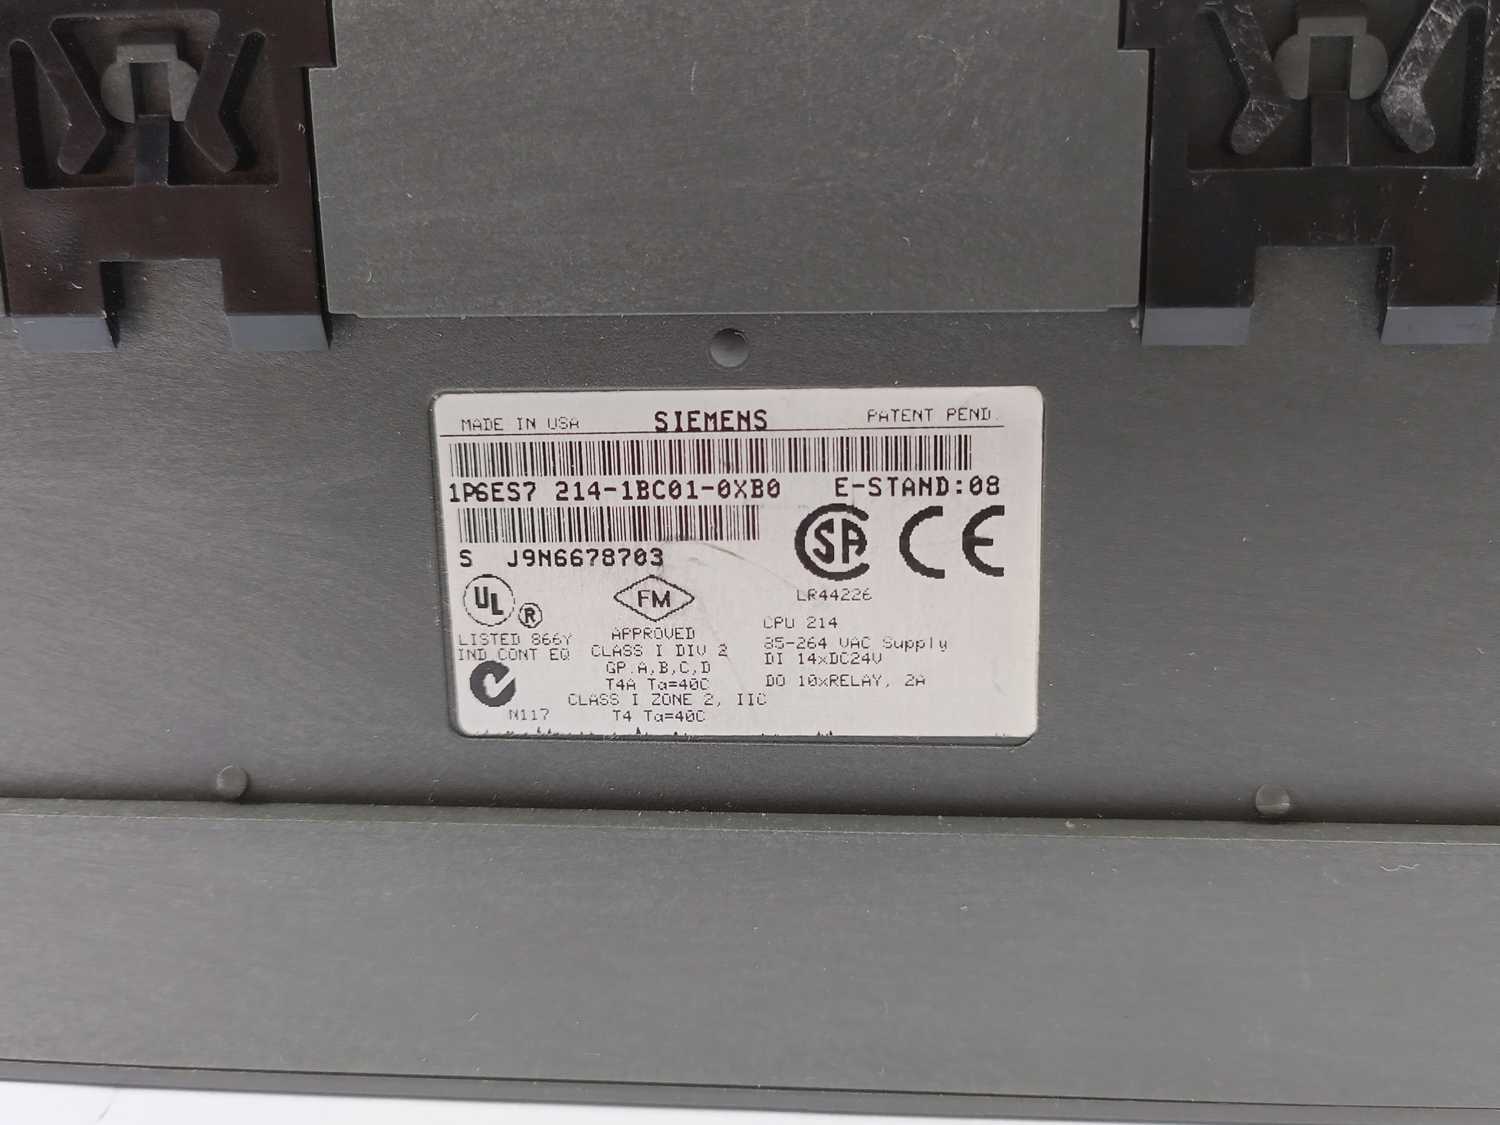 MADE IN USA SIEMENS PATENT PEND.
1P6ES7 214-1BC01-0XB0 E-STAND:08
S J9N6678703
SA CE
LR44226
UL ®
LISTED 866Y
IND CONT EQ
N117
FM
APPROVED
CLASS I DIV 2
GP.A,B,C,D
T4A Ta=40C
CLASS I ZONE 2, IIC
T4 Ta=40C
CPU 214
85-264 VAC Supply
DI 14xDC24V
DO 10xRELAY, 2A